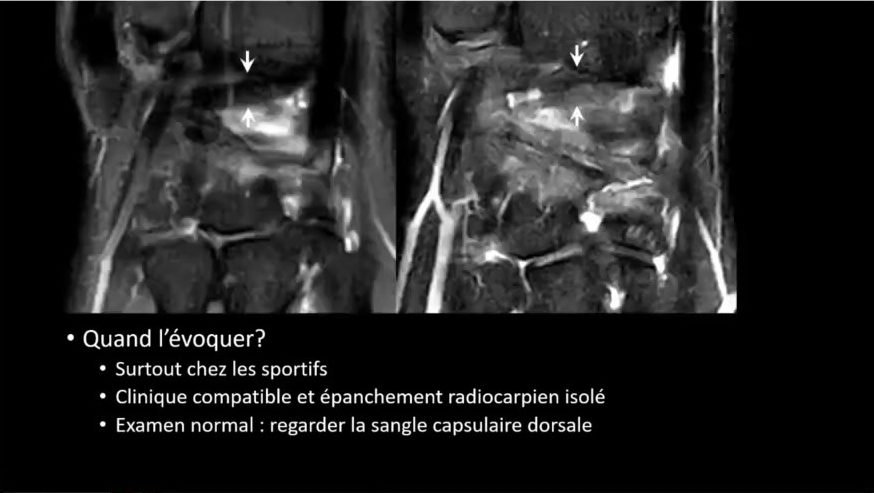 • Quand l'évoquer?
• Surtout chez les sportifs
• Clinique compatible et épanchement radiocarpien isolé
• Examen normal : regarder la sangle capsulaire dorsale